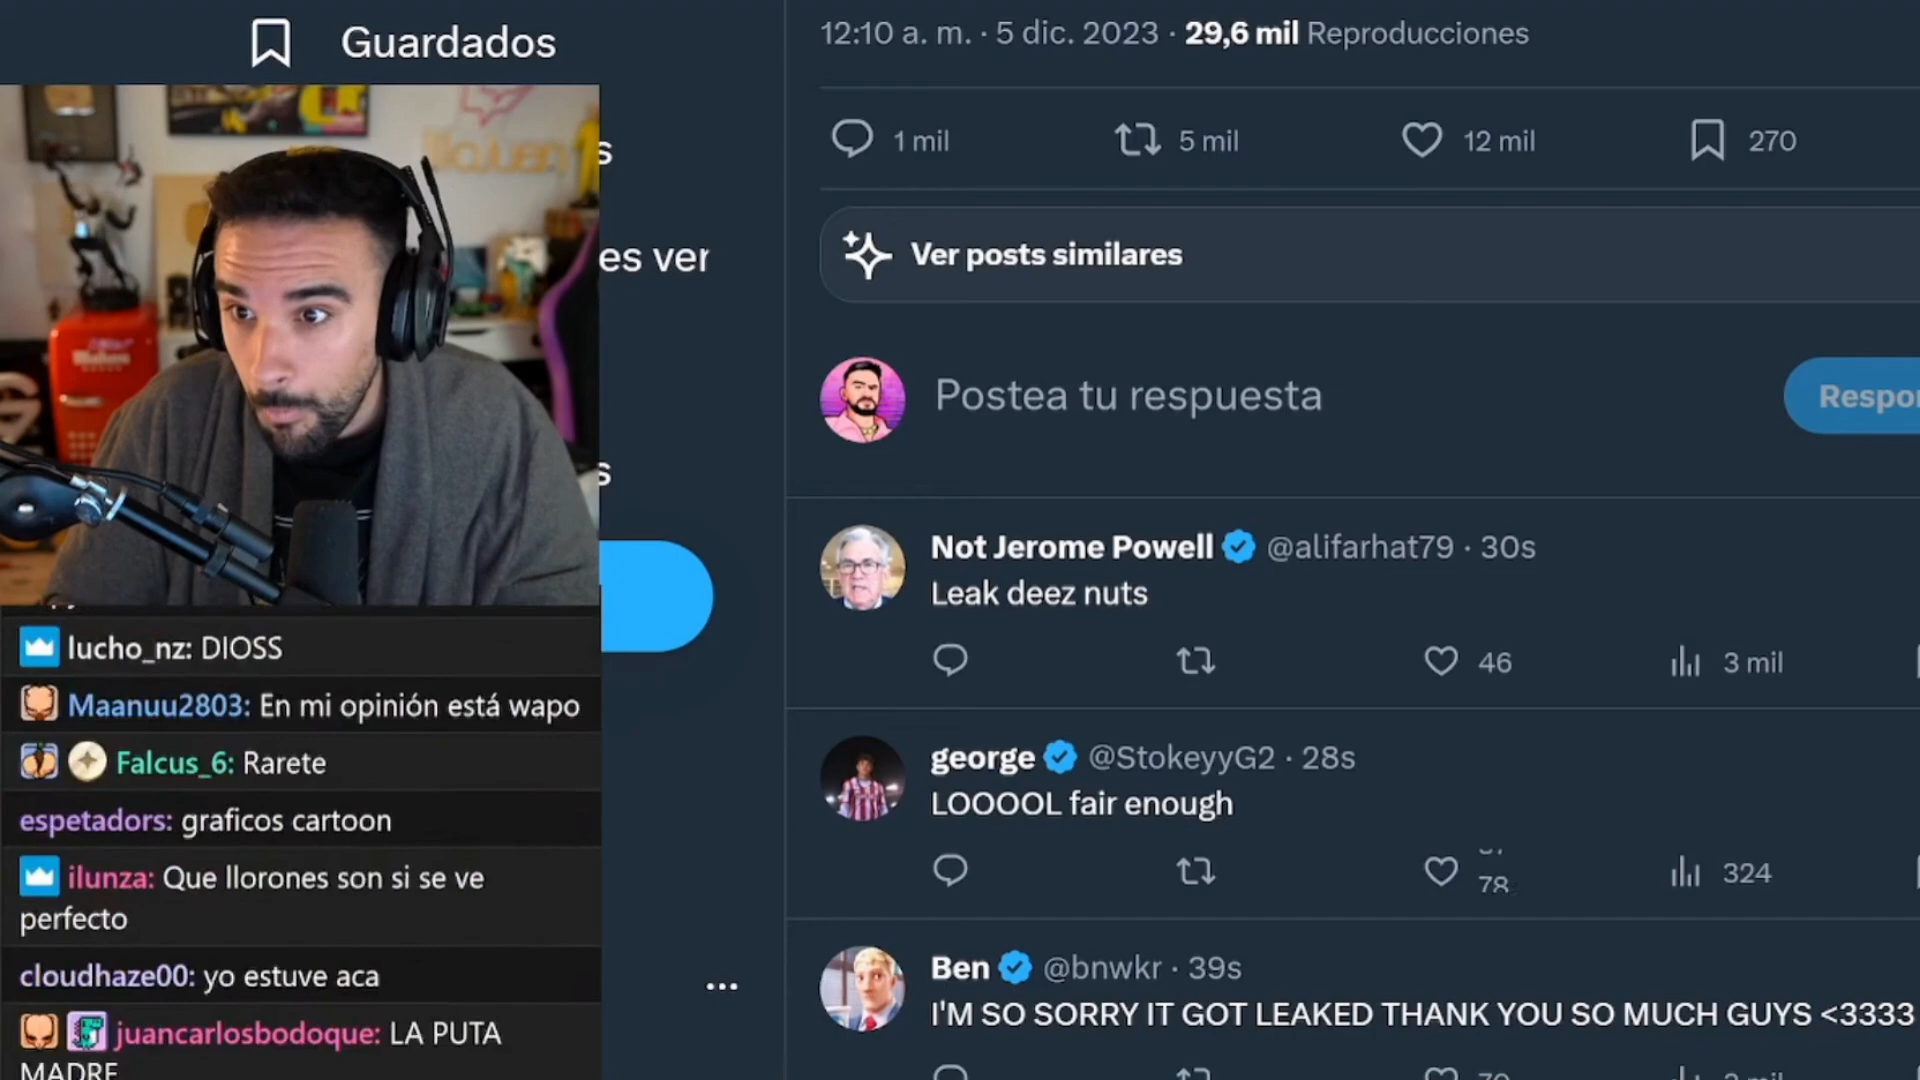 Guardados
s
es ver
s
lucho_nz: DIOSS
Maanuu2803: En mi opinión está wapo
Falcus_6: Rarete
espetadors: graficos cartoon
ilunza: Que llorones son si se ve
perfecto
cloudhaze00: yo estuve aca
juancarlosbodoque: LA PUTA
MADRE
12:10 a. m. · 5 dic. 2023 · 29,6 mil Reproducciones
1 mil 5 mil 12 mil 270
Ver posts similares
Postea tu respuesta
Respon
Not Jerome Powell @alifarhat79 · 30s
Leak deez nuts
46 3 mil
george @StokeyyG2 · 28s
LOOOOL fair enough
78 324
Ben @bnwkr · 39s
I'M SO SORRY IT GOT LEAKED THANK YOU SO MUCH GUYS <3333